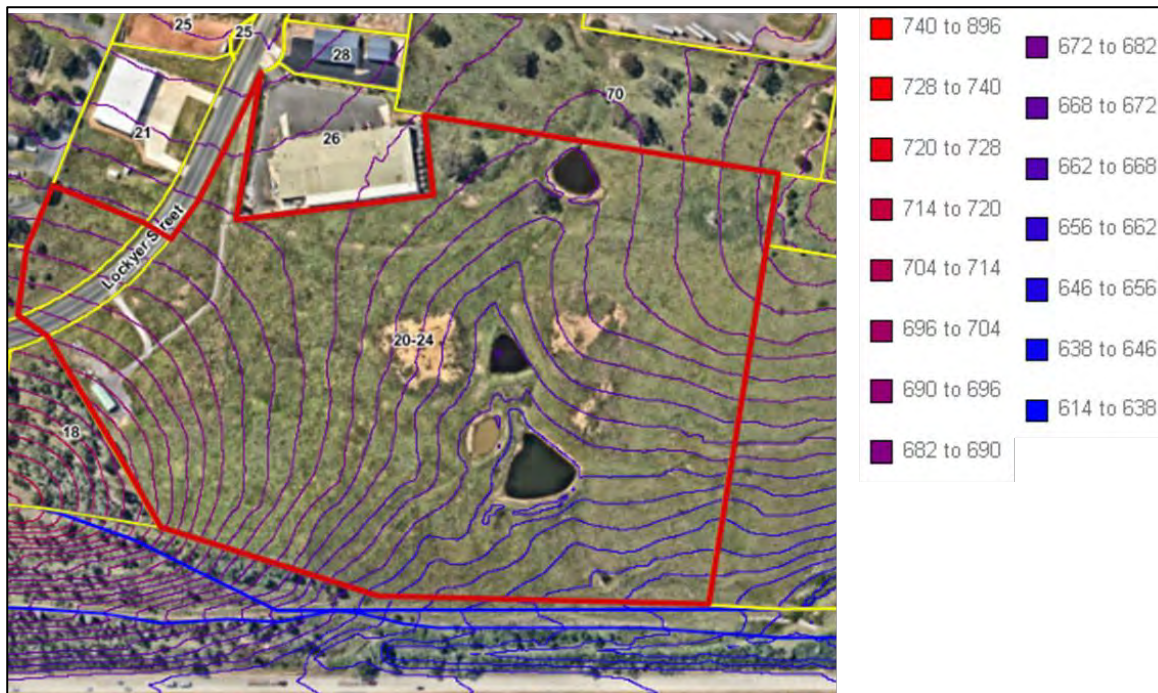 25
25
28
70
21
26
Lockyer Street
20-24
18
740 to 896
728 to 740
720 to 728
714 to 720
704 to 714
696 to 704
690 to 696
682 to 690
672 to 682
668 to 672
662 to 668
656 to 662
646 to 656
638 to 646
614 to 638